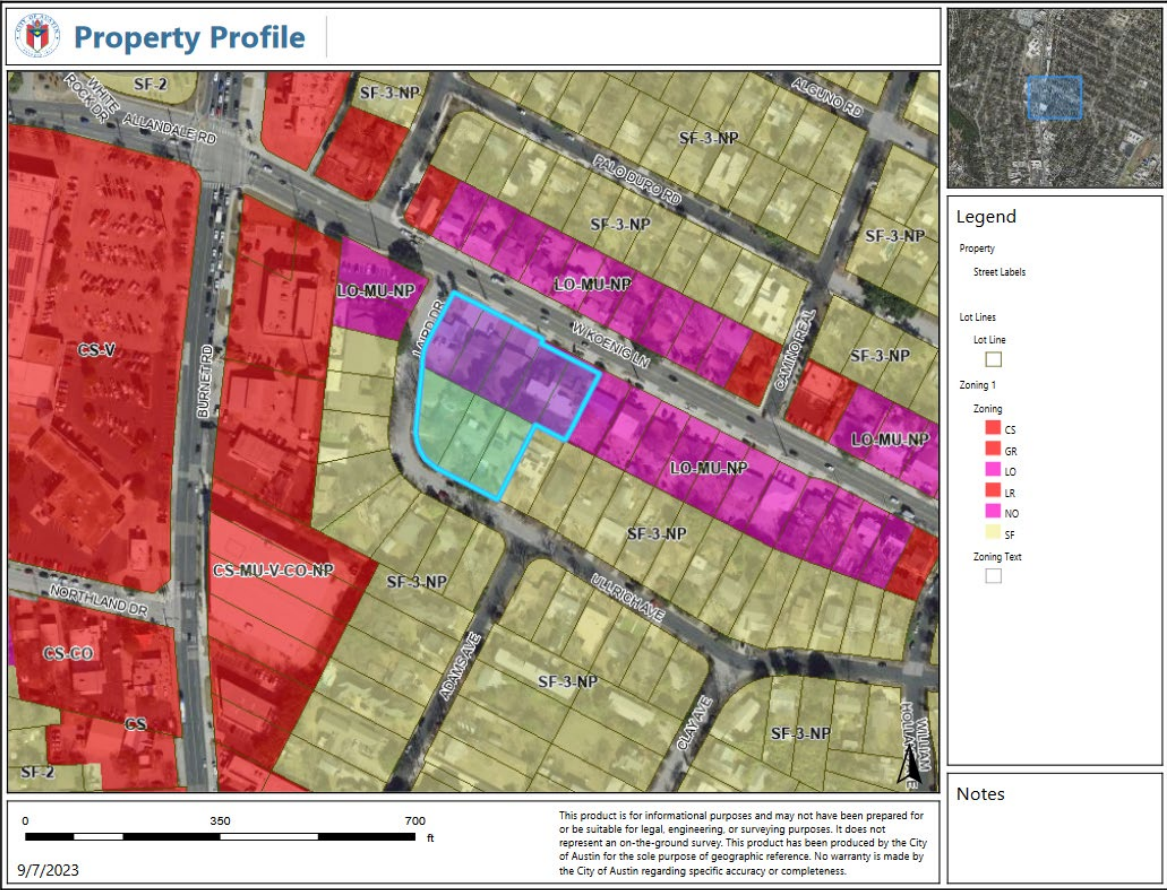 Property Profile
SF-2
WHITE
ROCK DR
ALLANDALE RD
SF-3-NP
ALGUNO RD
SF-3-NP
PALO DURO RD
SF-3-NP
SF-3-NP
LO-MU-NP
LO-MU-NP
LAIRD DR
W KOENIG LN
CAMINO REAL
SF-3-NP
CS-V
BURNET RD
LO-MU-NP
LO-MU-NP
SF-3-NP
CS-MU-V-CO-NP
SF-3-NP
ULLRICH AVE
NORTHLAND DR
CS-CO
ADAMS AVE
SF-3-NP
CLAY AVE
CS
SF-3-NP
WILLIAM
SF-2
Legend
Property
Street Labels
Lot Lines
Lot Line
Zoning 1
Zoning
CS
GR
LO
LR
NO
SF
Zoning Text
Notes
0 350 700
ft
9/7/2023
This product is for informational purposes and may not have been prepared for
or be suitable for legal, engineering, or surveying purposes. It does not
represent an on-the-ground survey. This product has been produced by the City
of Austin for the sole purpose of geographic reference. No warranty is made by
the City of Austin regarding specific accuracy or completeness.